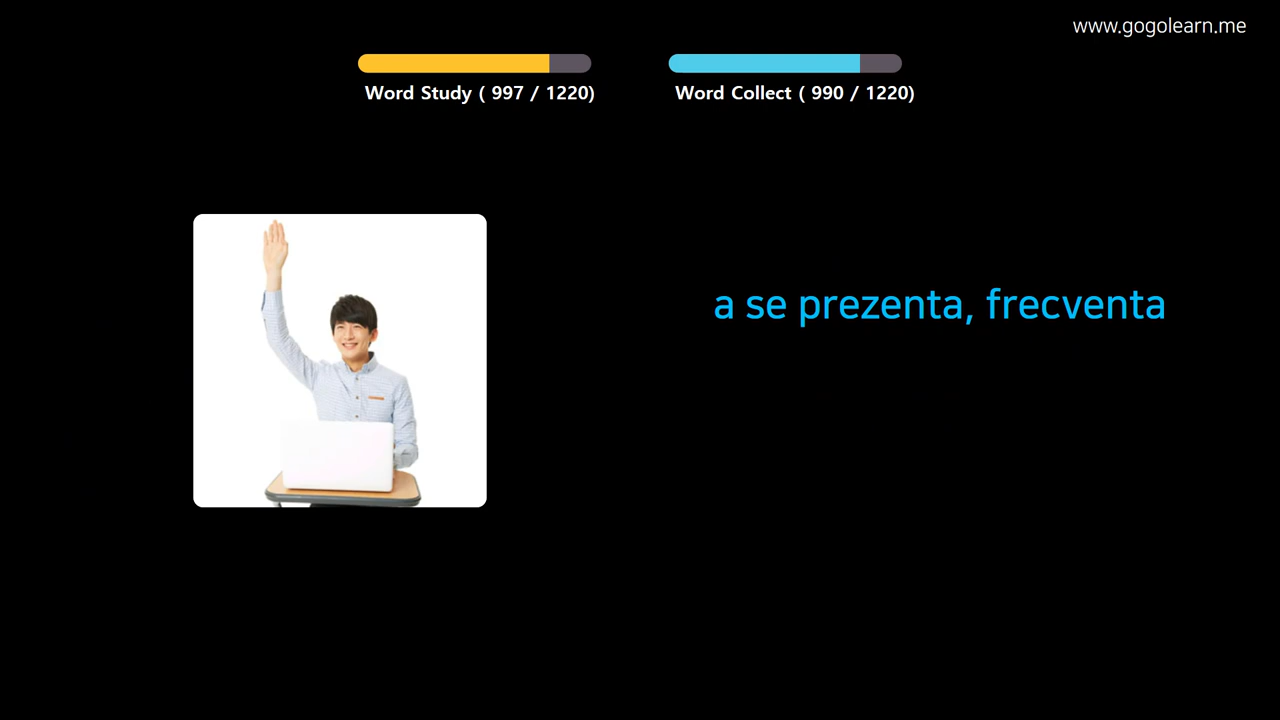 www.gogolearn.me
Word Study ( 997 / 1220)
Word Collect ( 990 / 1220)
a se prezenta, frecventa